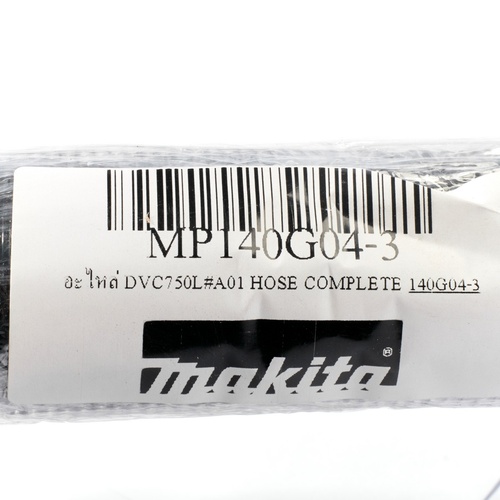 MP140G04-3
อะไหล่ DVC750L#A01 HOSE COMPLETE 140G04-3
makita ®